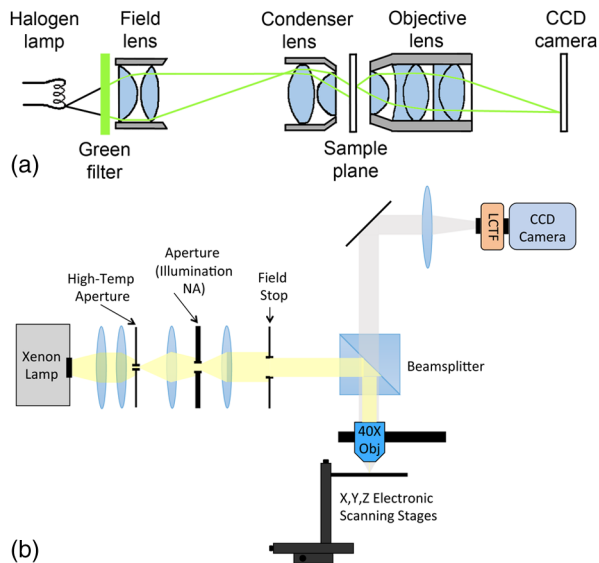 Halogen lamp
Field lens
Condenser lens
Objective lens
CCD camera
Green filter
Sample plane
(a)
High-Temp Aperture
Aperture (Illumination NA)
Field Stop
Xenon Lamp
LCTF
CCD Camera
Beamsplitter
40X Obj
X,Y,Z Electronic Scanning Stages
(b)